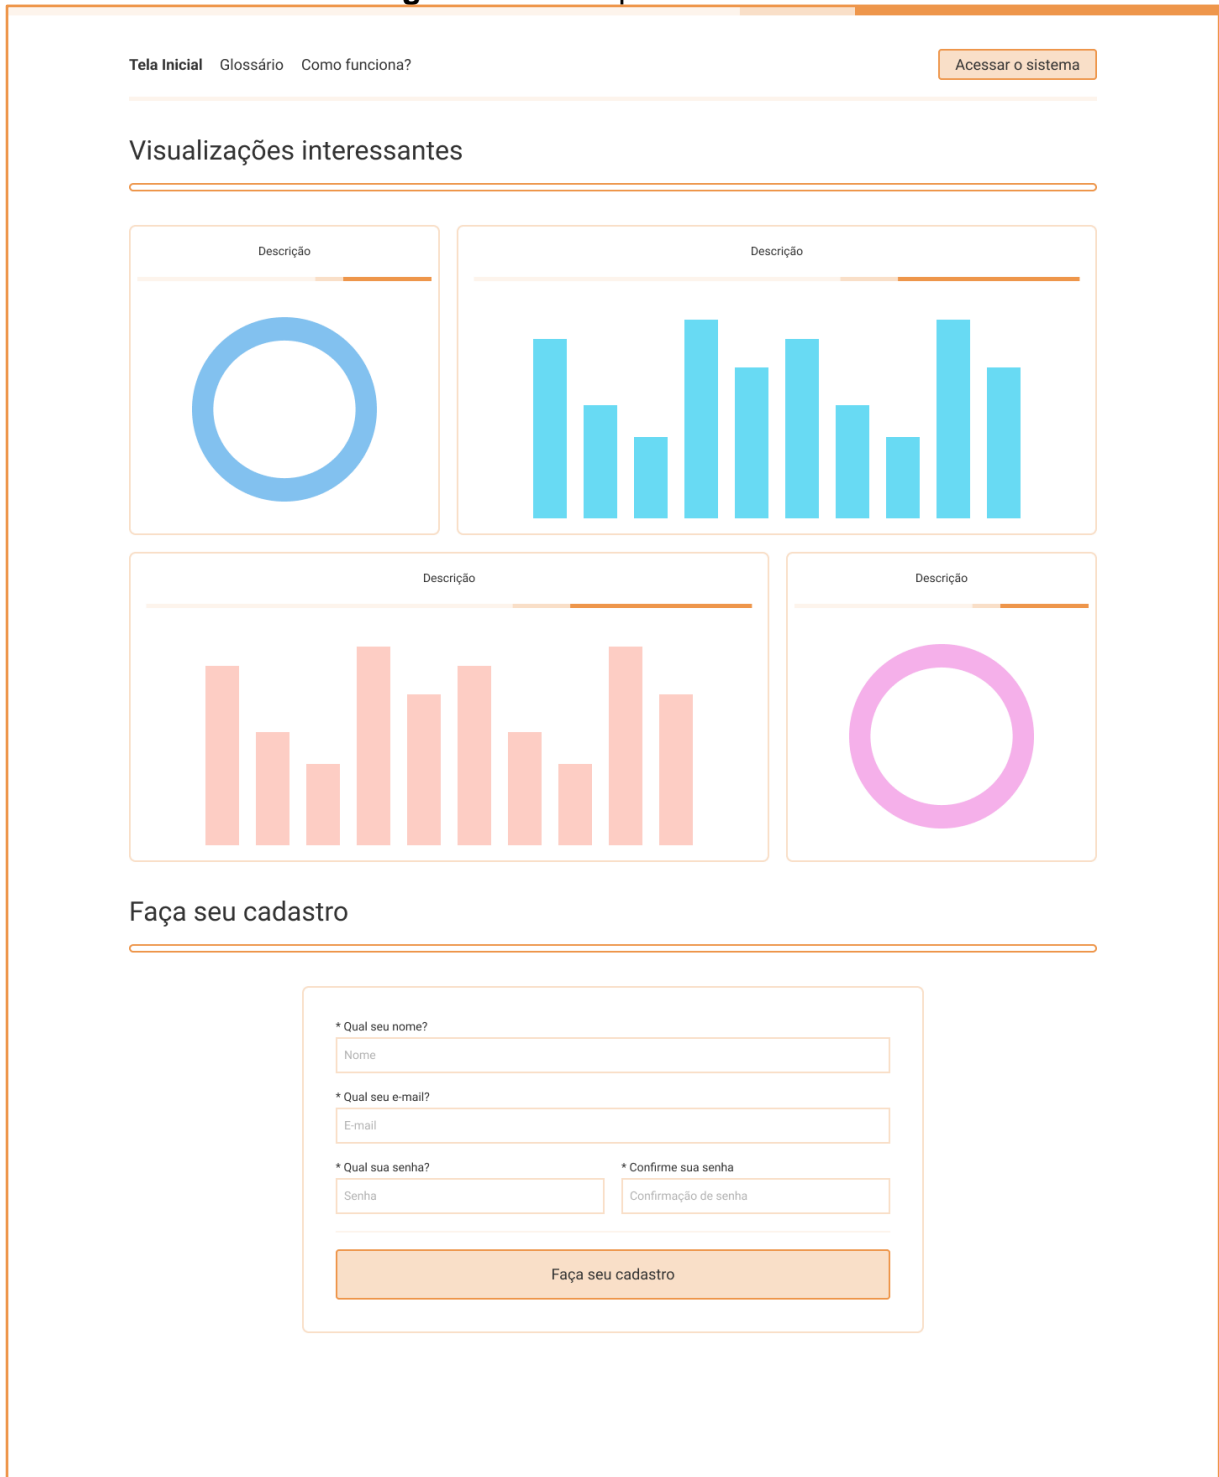 Tela Inicial Glossário Como funciona? Acessar o sistema
Visualizações interessantes
Descrição Descrição
Descrição Descrição
Faça seu cadastro
* Qual seu nome?
Nome
* Qual seu e-mail?
E-mail
* Qual sua senha? * Confirme sua senha
Senha Confirmação de senha
Faça seu cadastro